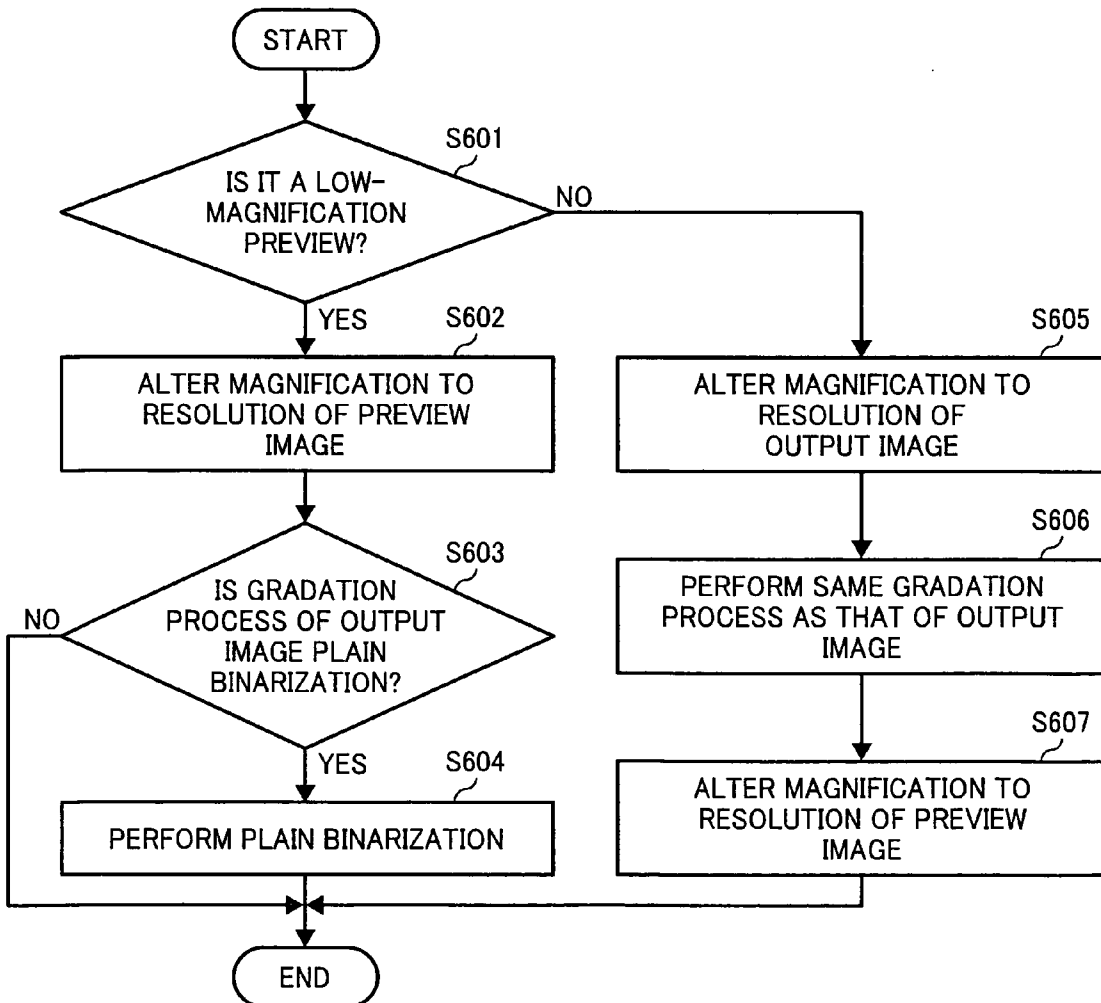 START
S601
IS IT A LOW-
MAGNIFICATION
PREVIEW?
NO
YES
S602
ALTER MAGNIFICATION TO
RESOLUTION OF PREVIEW
IMAGE
S603
IS GRADATION
PROCESS OF OUTPUT
IMAGE PLAIN
BINARIZATION?
NO
YES
S604
PERFORM PLAIN BINARIZATION
S605
ALTER MAGNIFICATION TO
RESOLUTION OF
OUTPUT IMAGE
S606
PERFORM SAME GRADATION
PROCESS AS THAT OF OUTPUT
IMAGE
S607
ALTER MAGNIFICATION TO
RESOLUTION OF PREVIEW
IMAGE
END